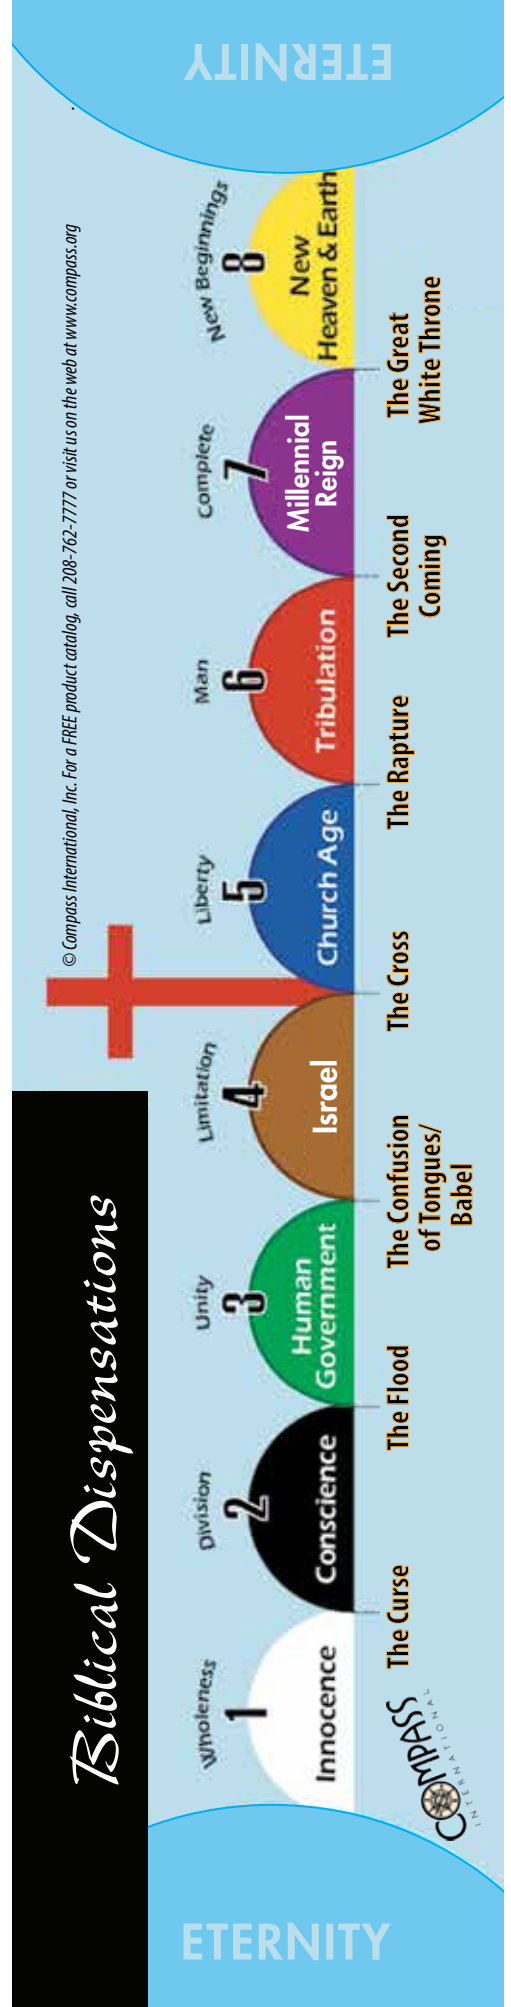 Biblical Dispensations
© Compass International, Inc. For a FREE product catalog, call 208-762-7777 or visit us on the web at www.compass.org
ETERNITY
Wholeness
1
Innocence
The Curse
Division
2
Conscience
The Flood
Unity
3
Human
Government
The Confusion
of Tongues/
Babel
Limitation
4
Israel
The Cross
Liberty
5
Church Age
The Rapture
Man
6
Tribulation
The Second
Coming
Complete
7
Millennial
Reign
The Great
White Throne
New Beginnings
8
New
Heaven & Earth
ETERNITY
COMPASS
INTERNATIONAL